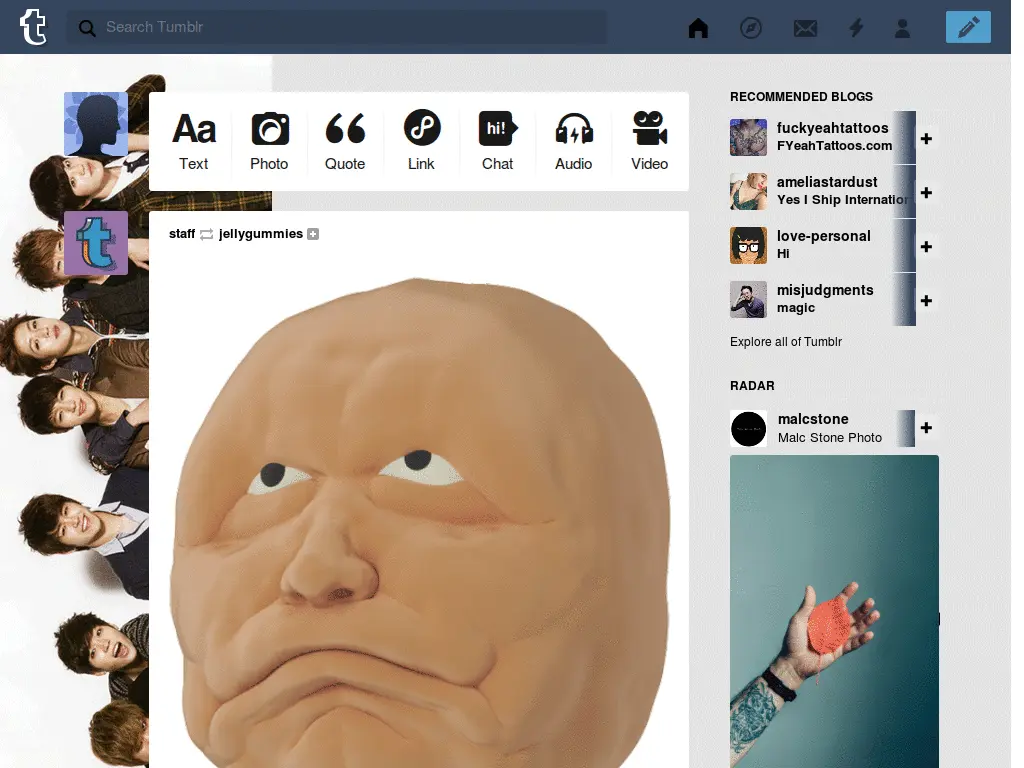 t
Search Tumblr
Aa
hi!
Text
Photo
Quote
Link
Chat
Audio
Video
staff jellygummies
t
RECOMMENDED BLOGS
fuckyeahtattoos
FYeahTattoos.com
ameliastardust
Yes I Ship Internation
love-personal
Hi
misjudgments
magic
Explore all of Tumblr
RADAR
malcstone
Malc Stone Photo